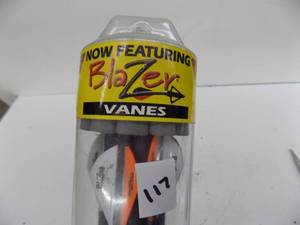 NOW FEATURING
BlaZer
VANES
117